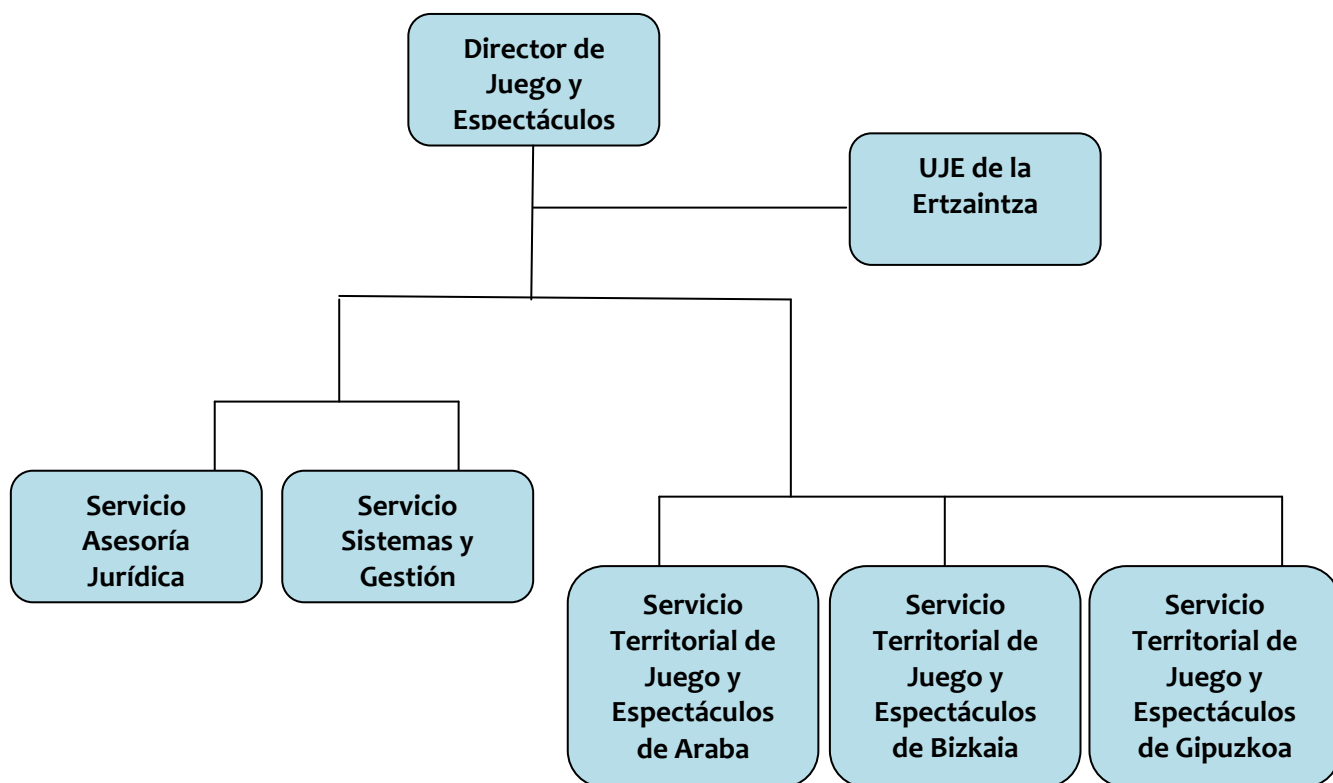 Director de
Juego y
Espectáculos
UJE de la
Ertzaintza
Servicio
Asesoría
Jurídica
Servicio
Sistemas y
Gestión
Servicio
Territorial de
Juego y
Espectáculos
de Araba
Servicio
Territorial de
Juego y
Espectáculos
de Bizkaia
Servicio
Territorial de
Juego y
Espectáculos
de Gipuzkoa